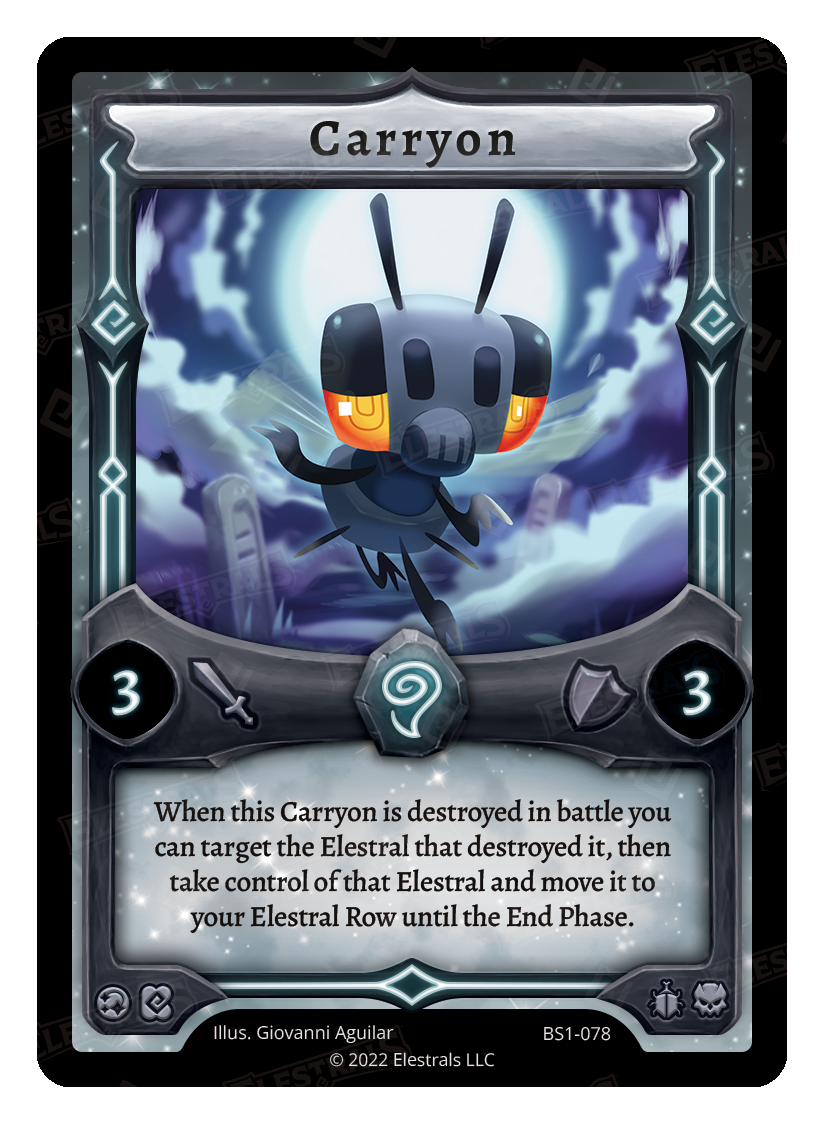 Carryon
3
3
When this Carryon is destroyed in battle you
can target the Elestral that destroyed it, then
take control of that Elestral and move it to
your Elestral Row until the End Phase.
Illus. Giovanni Aguilar
BS1-078
© 2022 Elestrals LLC
ELESTRALS